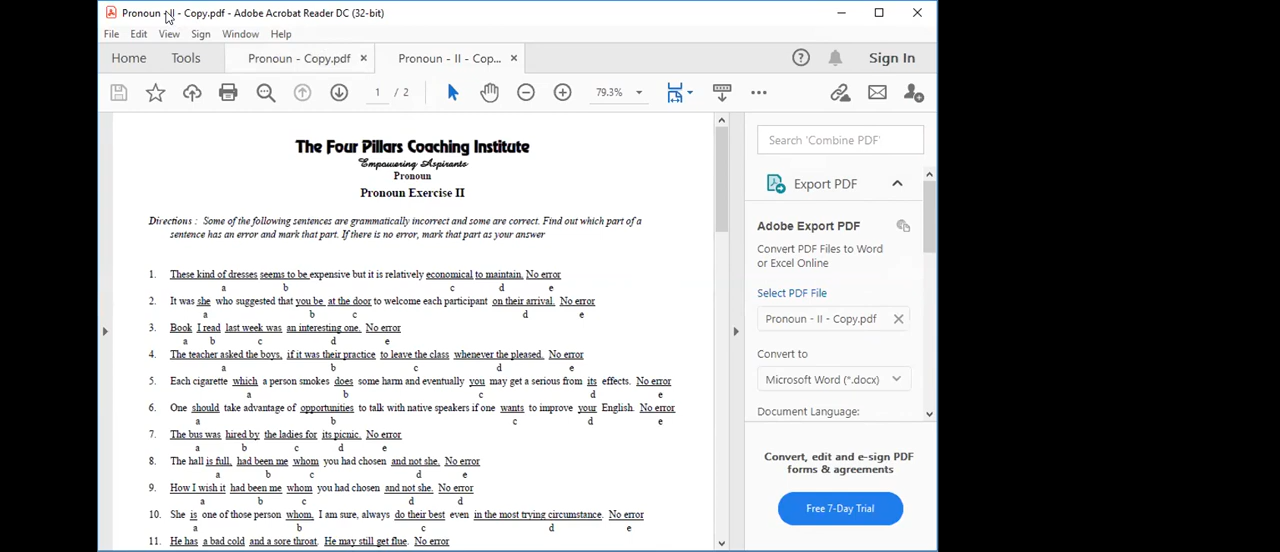 Pronoun - II - Copy.pdf - Adobe Acrobat Reader DC (32-bit)
File Edit View Sign Window Help
Home Tools Pronoun - Copy.pdf × Pronoun - II - Cop... × Sign In
1 / 2 79.3%
The Four Pillars Coaching Institute
Empowering Aspirants
Pronoun
Pronoun Exercise II
Directions : Some of the following sentences are grammatically incorrect and some are correct. Find out which part of a
sentence has an error and mark that part. If there is no error, mark that part as your answer
1. These kind of dresses seems to be expensive but it is relatively economical to maintain. No error
a b c d e
2. It was she who suggested that you be at the door to welcome each participant on their arrival. No error
a b c d e
3. Book I read last week was an interesting one. No error
a b c d e
4. The teacher asked the boys, if it was their practice to leave the class whenever the pleased. No error
a b c d e
5. Each cigarette which a person smokes does some harm and eventually you may get a serious from its effects. No error
a b c d e
6. One should take advantage of opportunities to talk with native speakers if one wants to improve your English. No error
a b c d e
7. The bus was hired by the ladies for its picnic. No error
a b c d e
8. The hall is full, had been me whom you had chosen and not she. No error
a b c d e
9. How I wish it had been me whom you had chosen and not she. No error
a b c d d
10. She is one of those person whom, I am sure, always do their best even in the most trying circumstance. No error
a b c d e
11. He has a bad cold and a sore throat. He may still get flue. No error
Search 'Combine PDF'
Export PDF
Adobe Export PDF
Convert PDF Files to Word
or Excel Online
Select PDF File
Pronoun - II - Copy.pdf ×
Convert to
Microsoft Word (*.docx)
Document Language:
Convert, edit and e-sign PDF
forms & agreements
Free 7-Day Trial